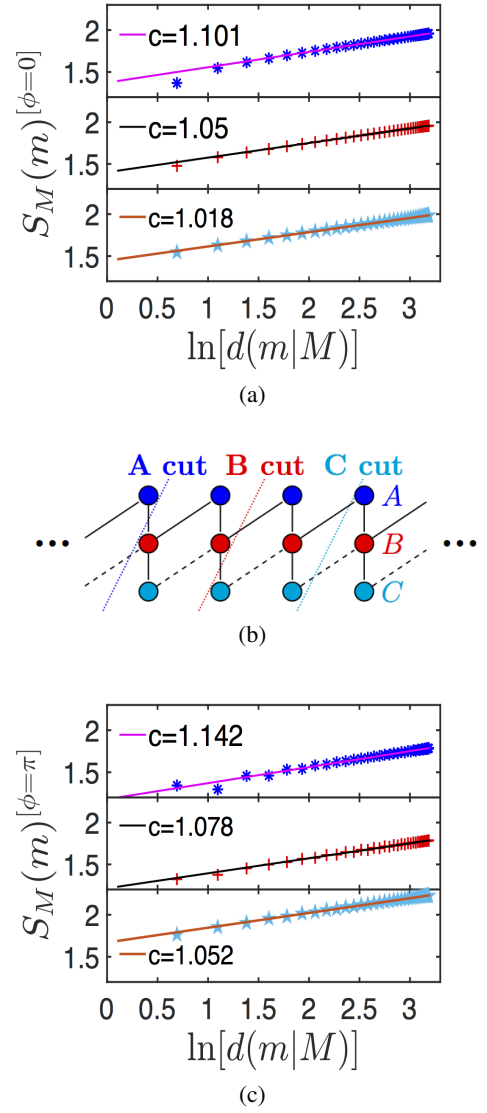 c=1.101
2
1.5
c=1.05
2
1.5
c=1.018
2
1.5
S_M(m)^[ϕ=0]
0 0.5 1 1.5 2 2.5 3
ln[d(m|M)]
(a)
A cut B cut C cut
A
B
C
(b)
c=1.142
2
1.5
c=1.078
2
1.5
2
1.5
c=1.052
S_M(m)^[ϕ=π]
0 0.5 1 1.5 2 2.5 3
ln[d(m|M)]
(c)